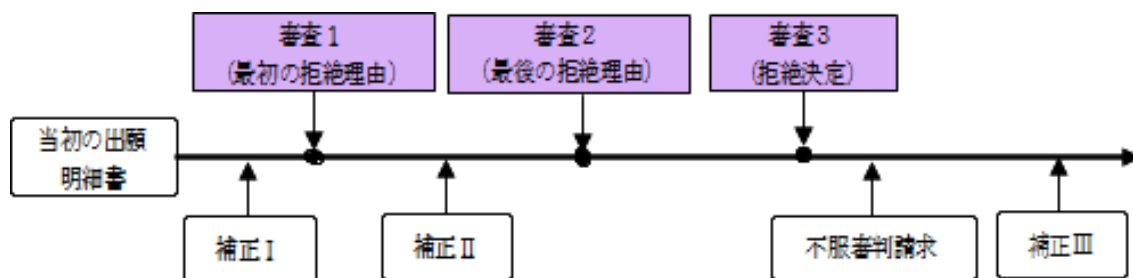 審査1
(最初の拒絶理由)
審査2
(最後の拒絶理由)
審査3
(拒絶決定)
当初の出願
明細書
補正Ⅰ
補正Ⅱ
不服審判請求
補正Ⅲ